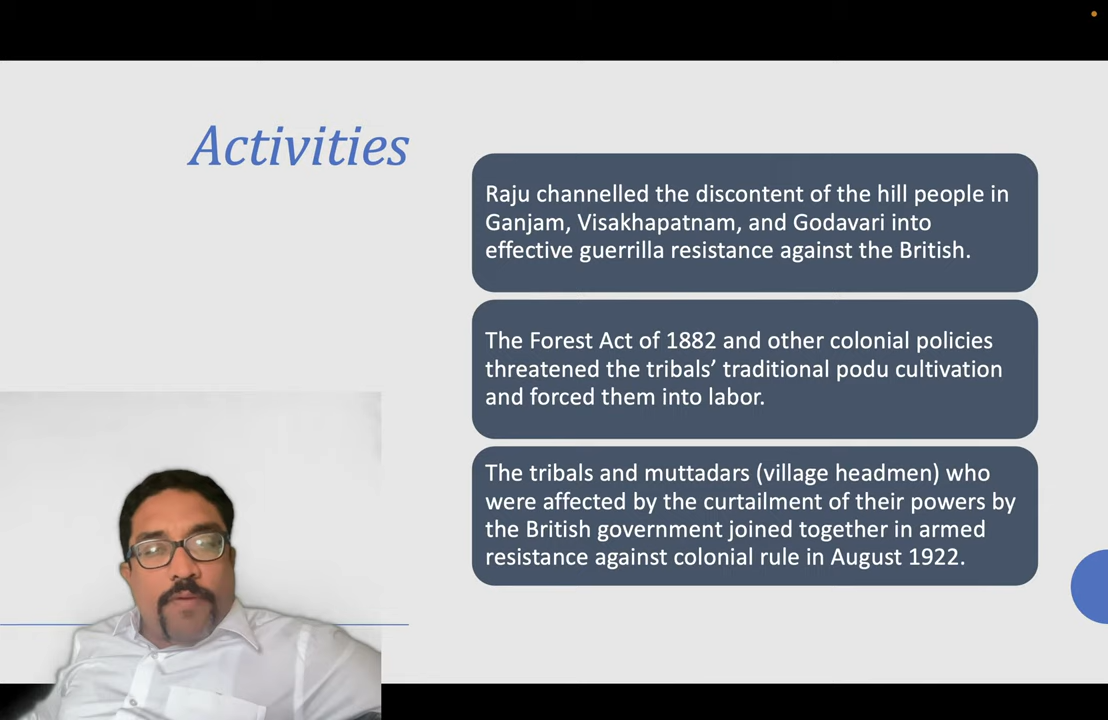 Activities
Raju channelled the discontent of the hill people in
Ganjam, Visakhapatnam, and Godavari into
effective guerrilla resistance against the British.
The Forest Act of 1882 and other colonial policies
threatened the tribals’ traditional podu cultivation
and forced them into labor.
The tribals and muttadars (village headmen) who
were affected by the curtailment of their powers by
the British government joined together in armed
resistance against colonial rule in August 1922.